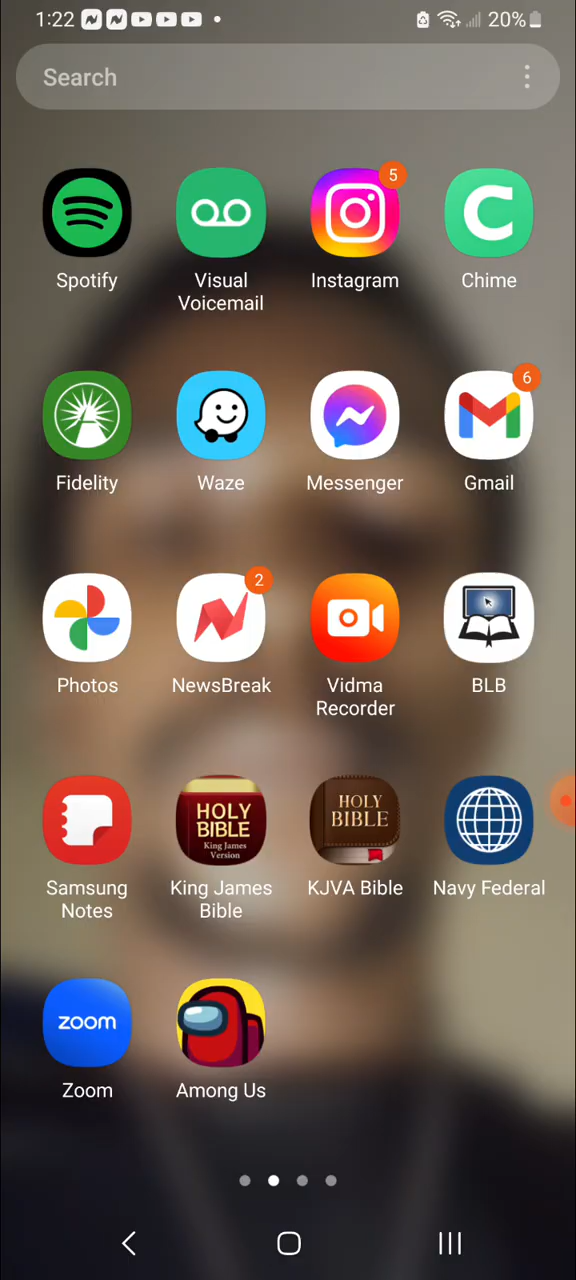 1:22
20%
Search
5
Spotify
Visual
Voicemail
Instagram
Chime
6
Fidelity
Waze
Messenger
Gmail
2
Photos
NewsBreak
Vidma
Recorder
BLB
HOLY
BIBLE
King James
Version
HOLY
BIBLE
Samsung
Notes
King James
Bible
KJVA Bible
Navy Federal
zoom
Zoom
Among Us